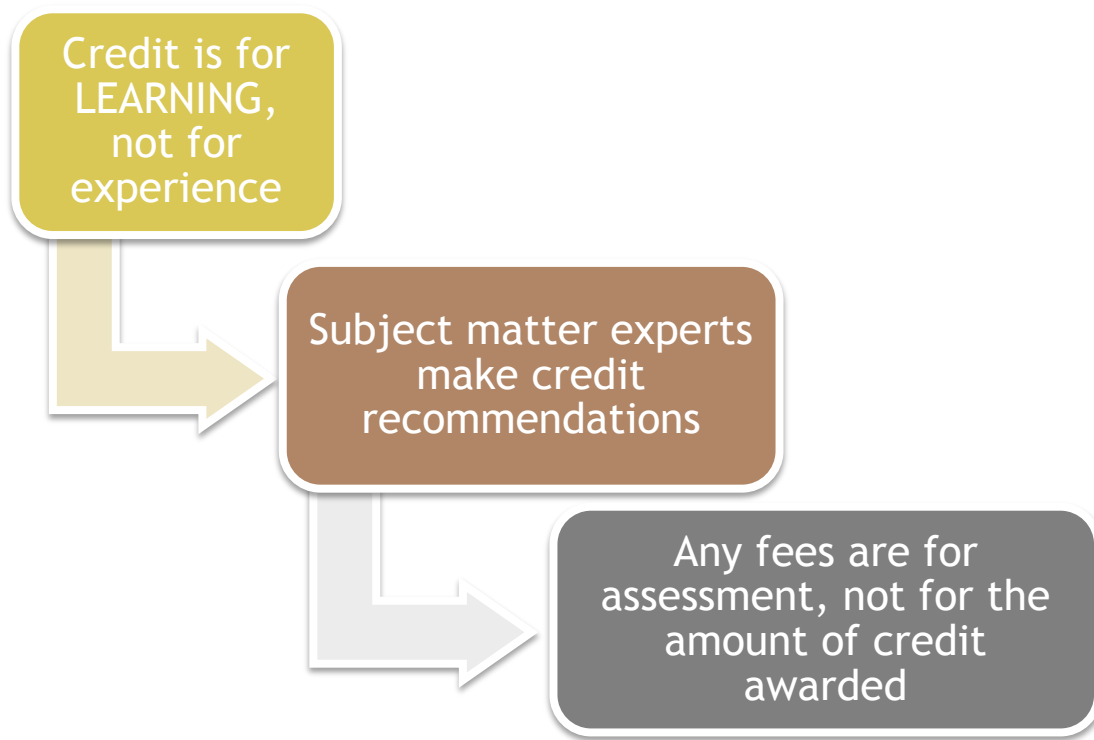 Credit is for
LEARNING,
not for
experience
Subject matter experts
make credit
recommendations
Any fees are for
assessment, not for the
amount of credit
awarded